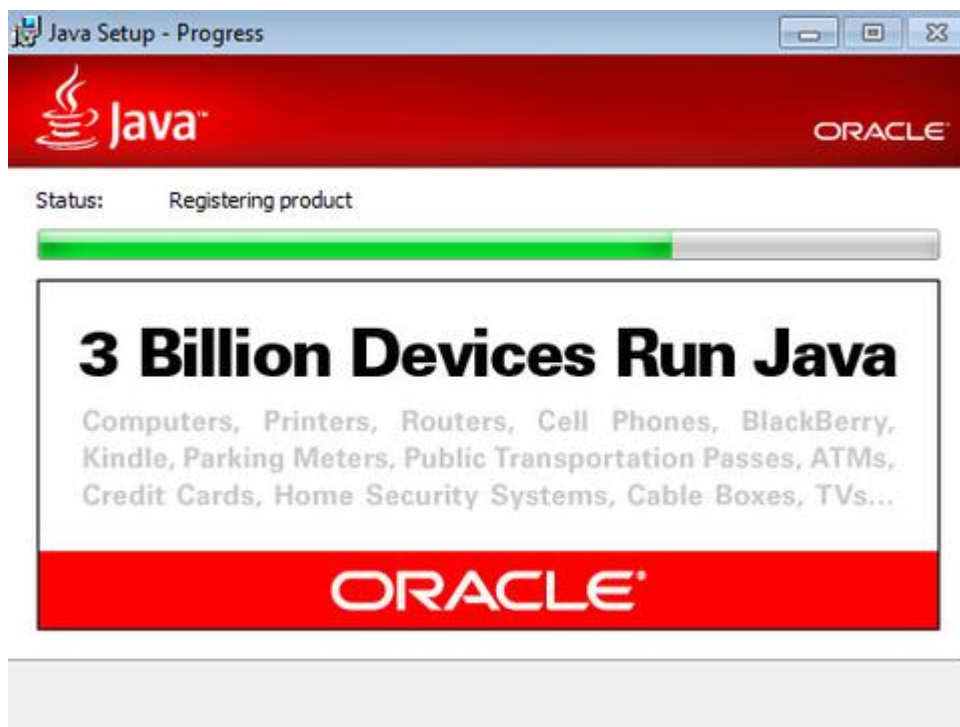 Java Setup - Progress
Java™
ORACLE®
Status: Registering product
3 Billion Devices Run Java
Computers, Printers, Routers, Cell Phones, BlackBerry,
Kindle, Parking Meters, Public Transportation Passes, ATMs,
Credit Cards, Home Security Systems, Cable Boxes, TVs...
ORACLE®